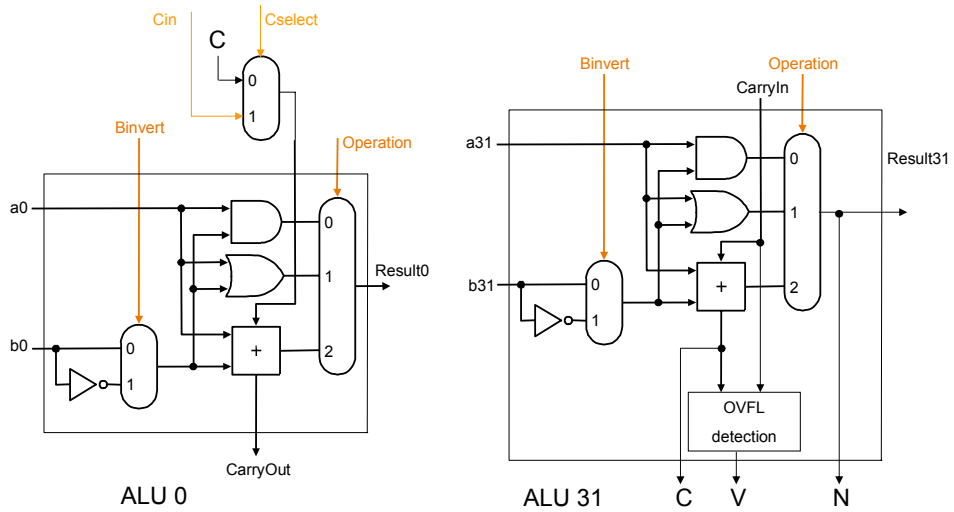 Cin
Cselect
C
0
1
Binvert
Operation
a0
0
1
Result0
+
2
b0
0
1
CarryOut
ALU 0
Binvert
Operation
CarryIn
a31
0
Result31
1
b31
0
+
2
1
OVFL
detection
C
V
N
ALU 31